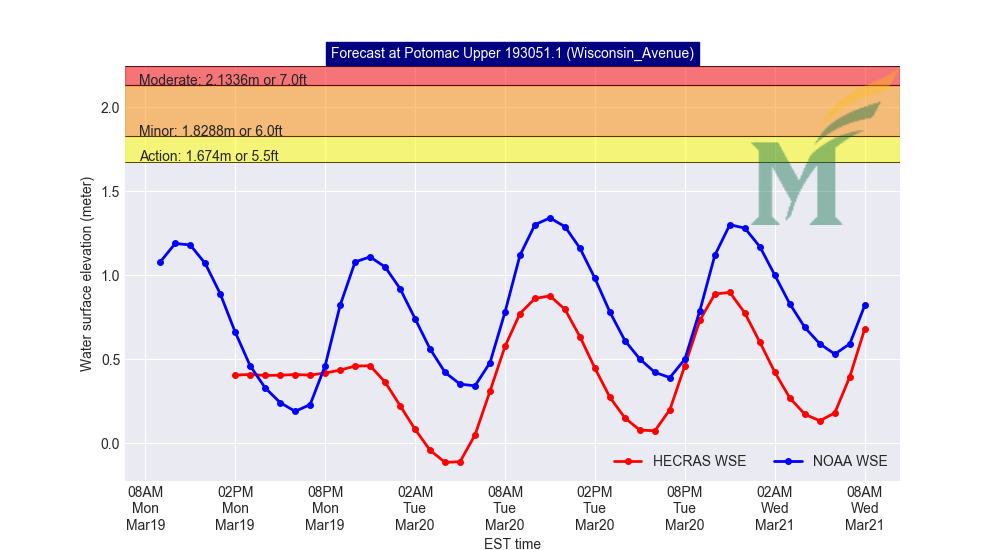 Forecast at Potomac Upper 193051.1 (Wisconsin_Avenue)
Moderate: 2.1336m or 7.0ft
Minor: 1.8288m or 6.0ft
Action: 1.674m or 5.5ft
M
Water surface elevation (meter)
2.0
1.5
1.0
0.5
0.0
HECRAS WSE NOAA WSE
08AM 02PM 08PM 02AM 08AM 02PM 08PM 02AM 08AM
Mon Mon Mon Tue Tue Tue Tue Wed Wed
Mar19 Mar19 Mar19 Mar20 Mar20 Mar20 Mar20 Mar21 Mar21
EST time